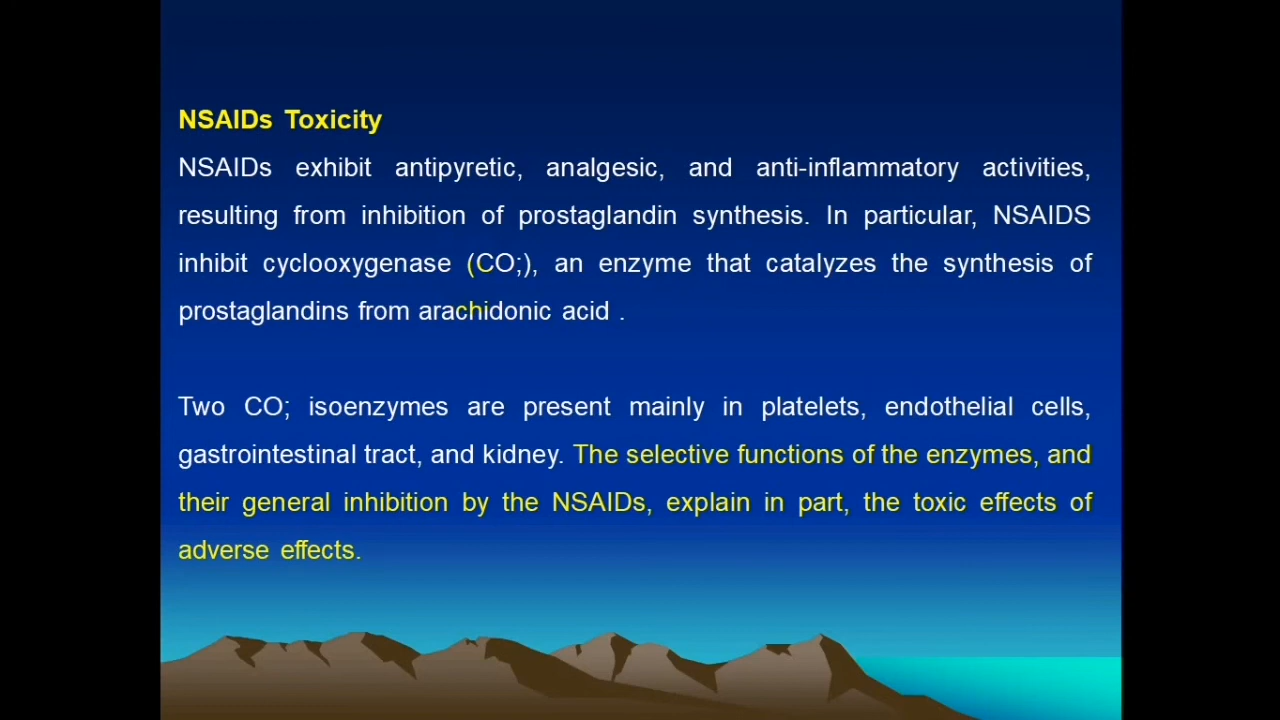 NSAIDs Toxicity
NSAIDs exhibit antipyretic, analgesic, and anti-inflammatory activities,
resulting from inhibition of prostaglandin synthesis. In particular, NSAIDS
inhibit cyclooxygenase (CO;), an enzyme that catalyzes the synthesis of
prostaglandins from arachidonic acid .
Two CO; isoenzymes are present mainly in platelets, endothelial cells,
gastrointestinal tract, and kidney. The selective functions of the enzymes, and
their general inhibition by the NSAIDs, explain in part, the toxic effects of
adverse effects.